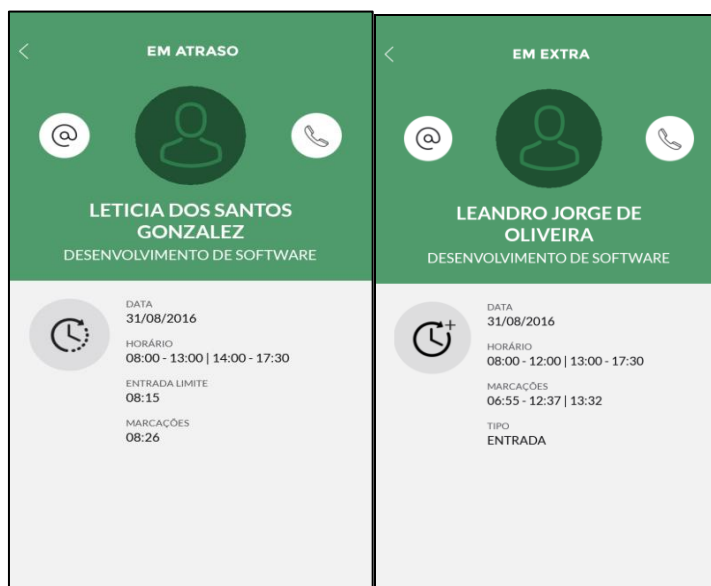 EM ATRASO
@
LETICIA DOS SANTOS
GONZALEZ
DESENVOLVIMENTO DE SOFTWARE
DATA
31/08/2016
HORÁRIO
08:00 - 13:00 | 14:00 - 17:30
ENTRADA LIMITE
08:15
MARCAÇÕES
08:26
EM EXTRA
@
LEANDRO JORGE DE
OLIVEIRA
DESENVOLVIMENTO DE SOFTWARE
DATA
31/08/2016
HORÁRIO
08:00 - 12:00 | 13:00 - 17:30
MARCAÇÕES
06:55 - 12:37 | 13:32
TIPO
ENTRADA